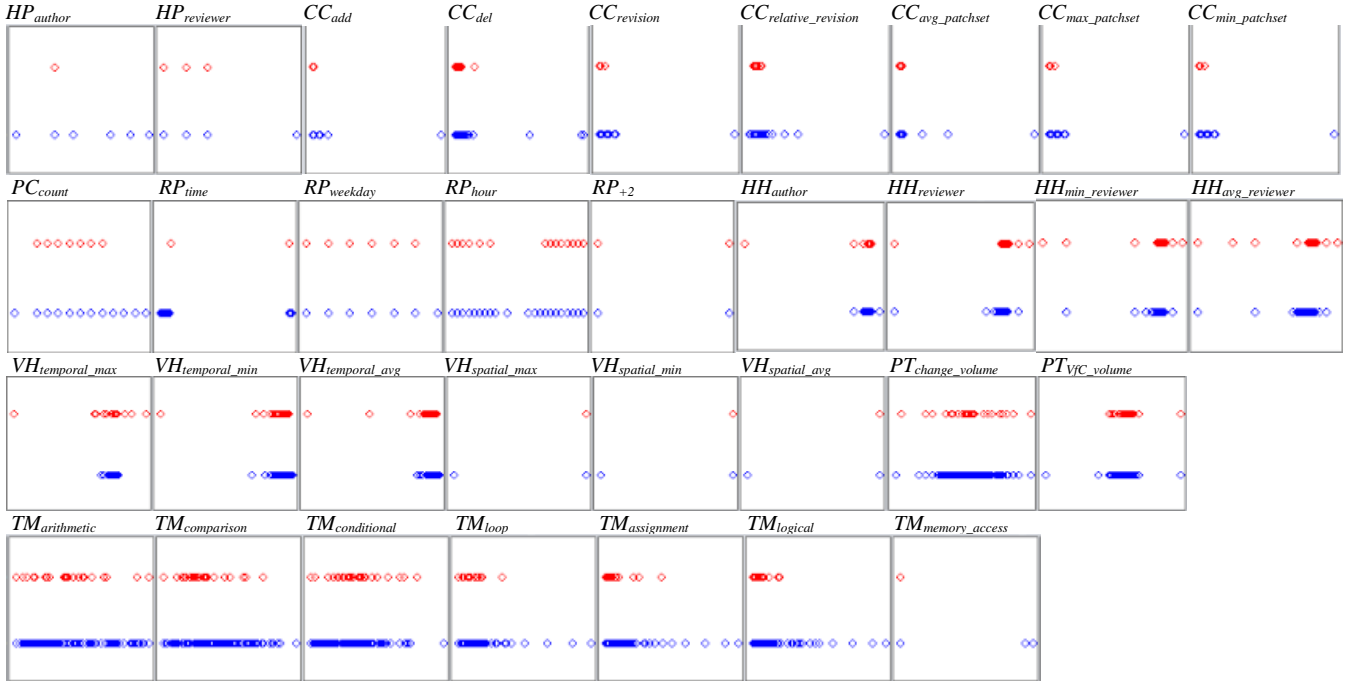 HP_author HP_reviewer CC_add CC_del CC_revision CC_relative_revision CC_avg_patchset CC_max_patchset CC_min_patchset
PC_count RP_time RP_weekday RP_hour RP_+2 HH_author HH_reviewer HH_min_reviewer HH_avg_reviewer
VH_temporal_max VH_temporal_min VH_temporal_avg VH_spatial_max VH_spatial_min VH_spatial_avg PT_change_volume PT_VfC_volume
TM_arithmetic TM_comparison TM_conditional TM_loop TM_assignment TM_logical TM_memory_access